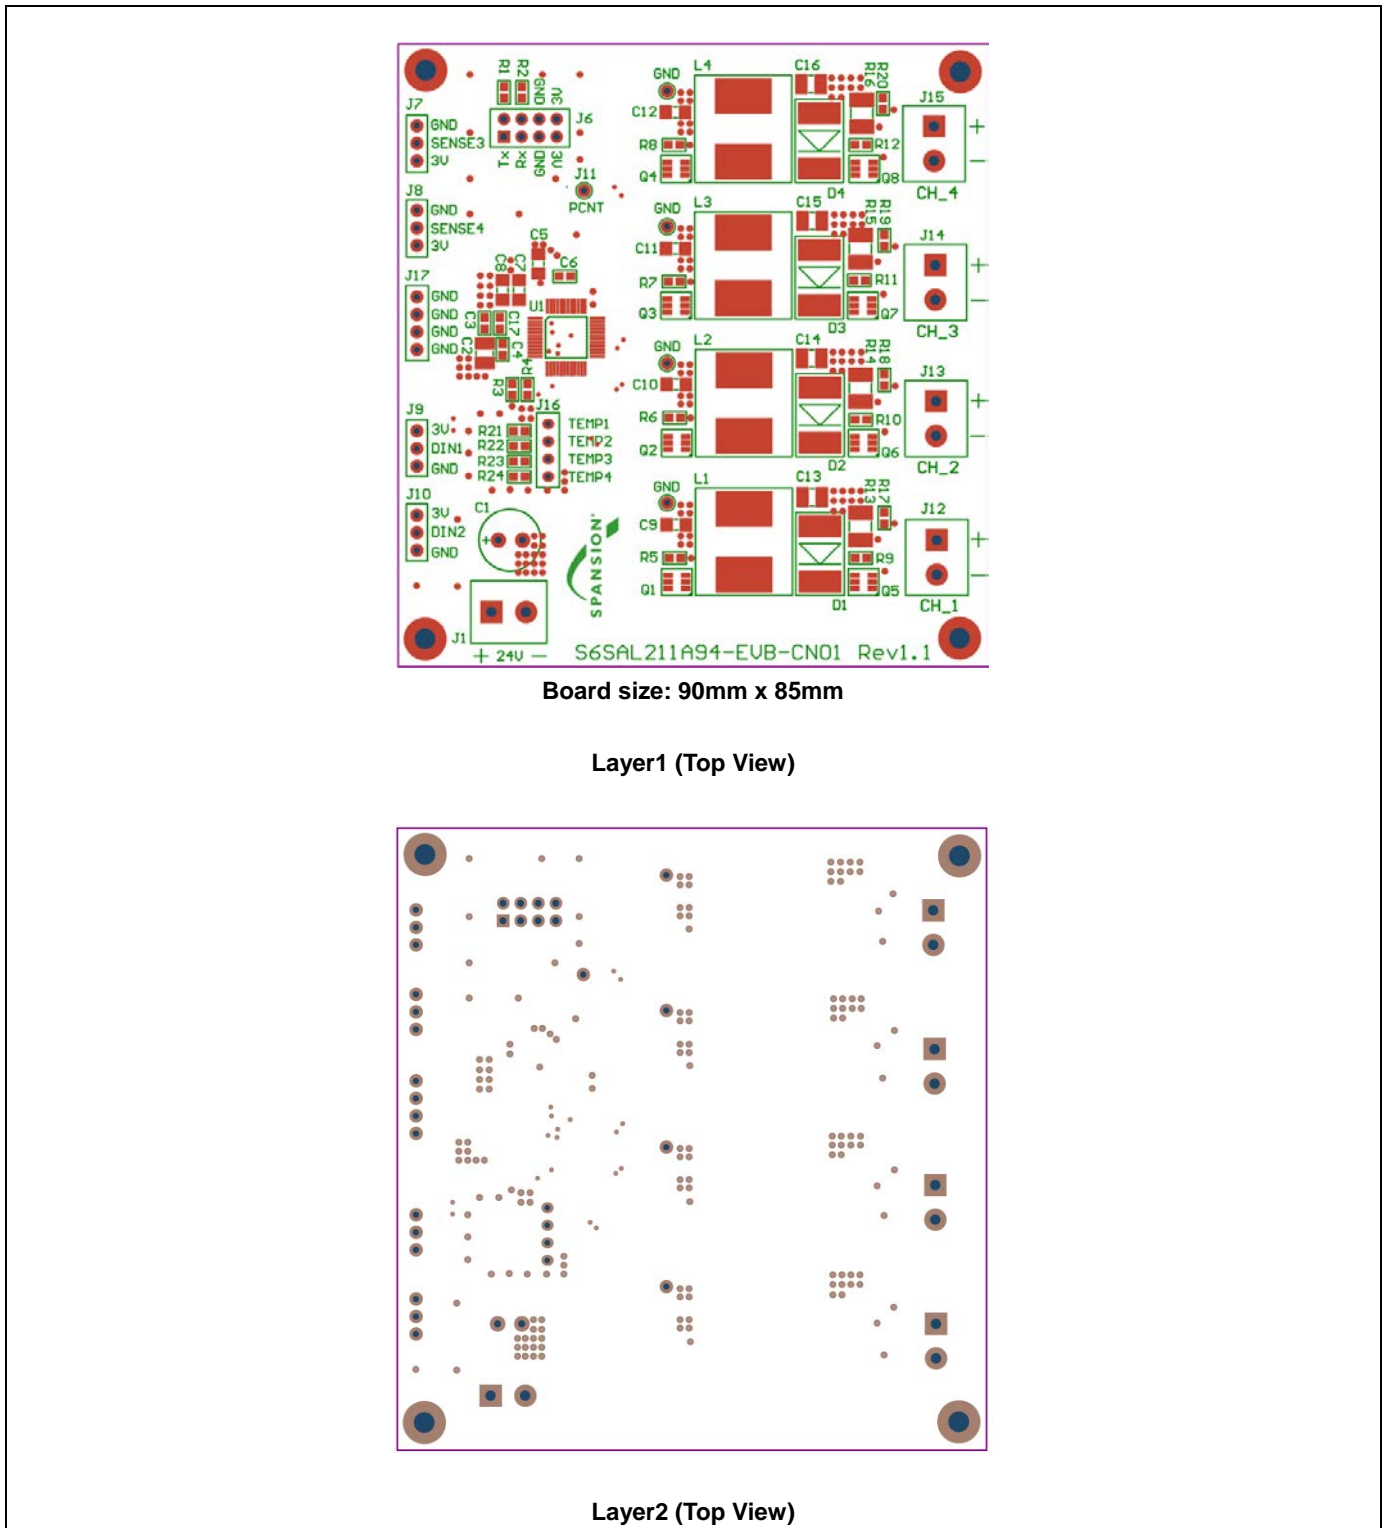 R1 R2 GND 3V
J7
GND
SENSE3
3V
J6
Tx Rx GND 3V
J8
GND
SENSE4
3V
J11
PCNT
J17
GND
GND
GND
GND
C5
C6
C8 C7
U1
C3 C17
C2 C4
R3 R4
J9
3V
DIN1
GND
R21
R22
R23
R24
J16
TEMP1
TEMP2
TEMP3
TEMP4
J10
3V
DIN2
GND
C1
+
SPANSION
J1
+ 24V -
GND
L4
C16
R16 R20
J15
C12
R8
Q4
R12
D4
Q8
+
-
CH_4
GND
L3
C15
R15 R19
J14
C11
R7
Q3
R11
D3
Q7
+
-
CH_3
GND
L2
C14
R14 R18
J13
C10
R6
Q2
R10
D2
Q6
+
-
CH_2
GND
L1
C13
R13 R17
J12
C9
R5
Q1
R9
D1
Q5
+
-
CH_1
S6SAL211A94-EVB-CN01 Rev1.1
Board size: 90mm x 85mm
Layer1 (Top View)
Layer2 (Top View)